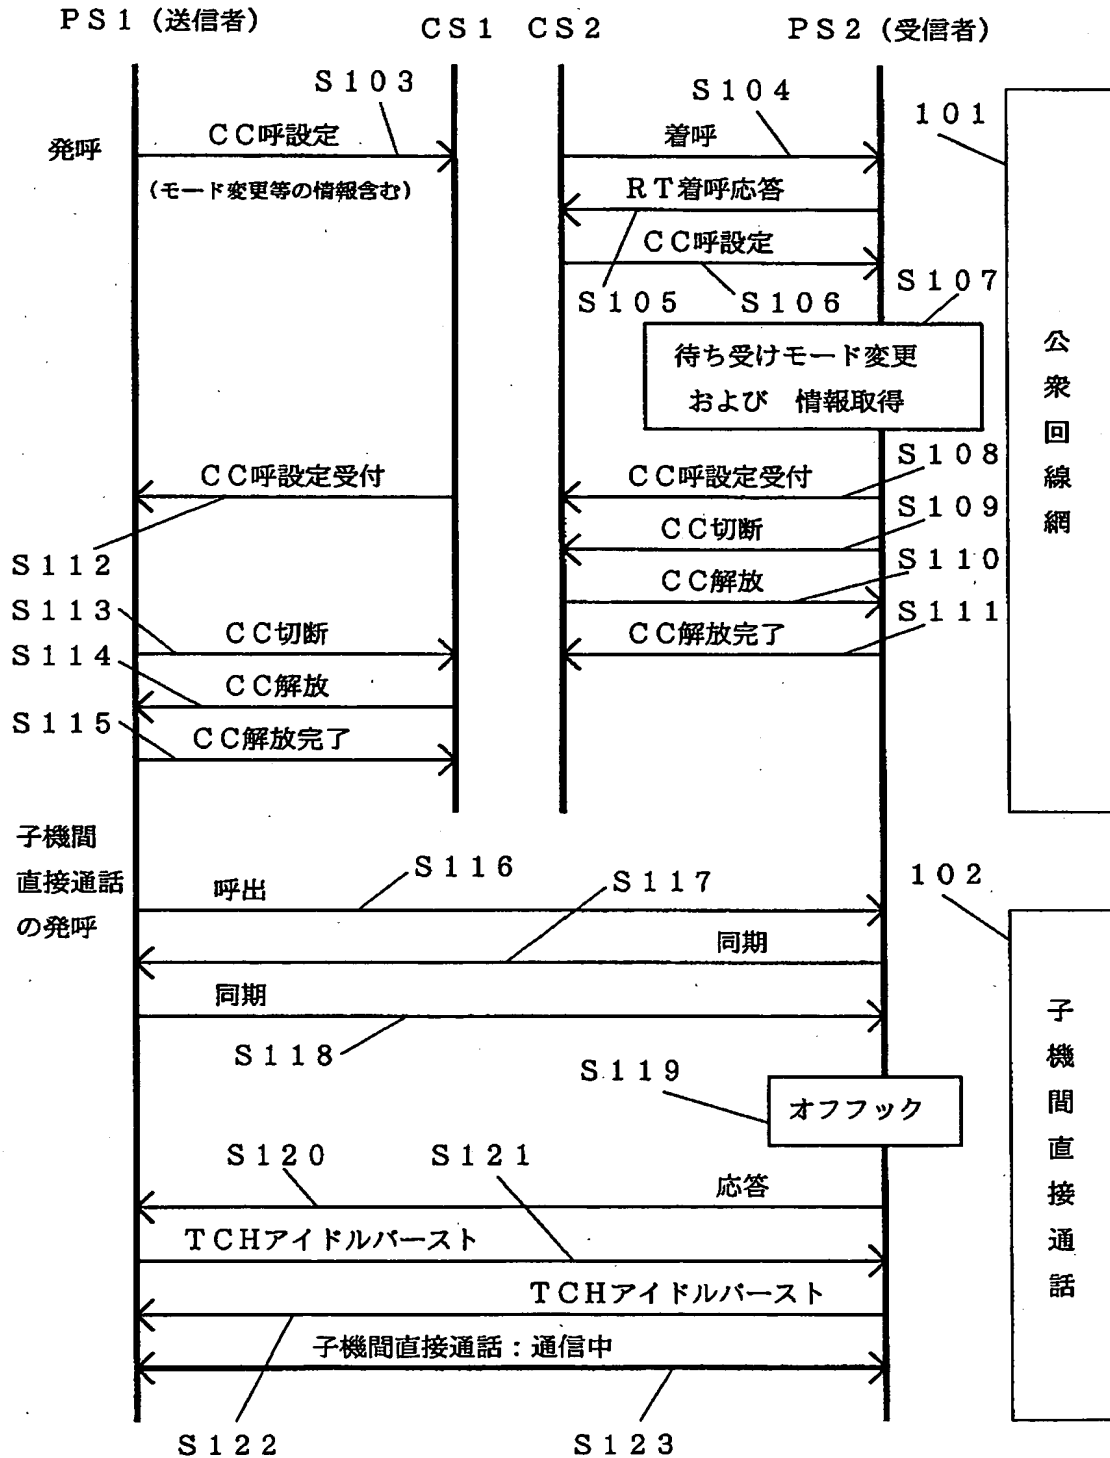 PS1(送信者)
CS1
CS2
PS2(受信者)
S103
S104
101
発呼
CC呼設定
着呼
(モード変更等の情報含む)
RT着呼応答
CC呼設定
S105
S106
S107
待ち受けモード変更
および 情報取得
公衆回線網
CC呼設定受付
CC呼設定受付
S108
CC切断
S109
S112
CC解放
S110
S113
CC切断
CC解放完了
S111
S114
CC解放
S115
CC解放完了
子機間
直接通話
の発呼
呼出
S116
S117
102
同期
同期
S118
S119
オフフック
子機間直接通話
S120
S121
応答
TCHアイドルバースト
TCHアイドルバースト
子機間直接通話:通信中
S122
S123